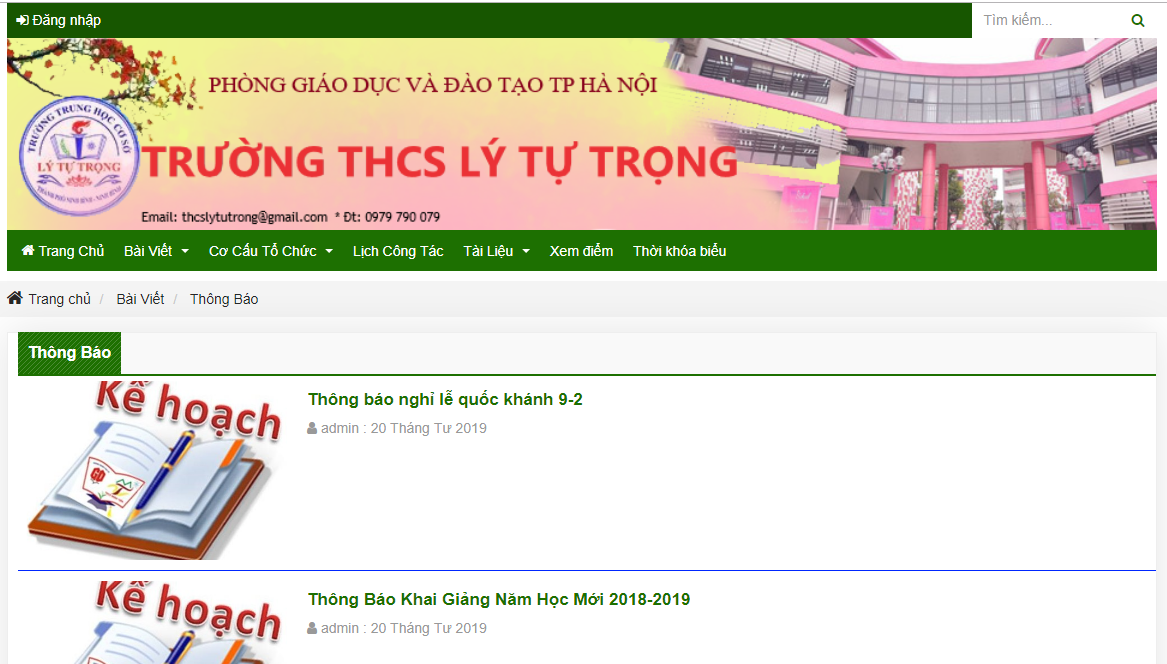 Đăng nhập
Tìm kiếm...
PHÒNG GIÁO DỤC VÀ ĐÀO TẠO TP HÀ NỘI
TRƯỜNG TRUNG HỌC CƠ SỞ
LÝ TỰ TRỌNG
THÀNH PHỐ NINH BÌNH - NINH BÌNH
TRƯỜNG THCS LÝ TỰ TRỌNG
Email: thcslytutrong@gmail.com * Đt: 0979 790 079
Trang Chủ Bài Viết Cơ Cấu Tổ Chức Lịch Công Tác Tài Liệu Xem điểm Thời khóa biểu
Trang chủ / Bài Viết / Thông Báo
Thông Báo
Kế hoạch
Thông báo nghỉ lễ quốc khánh 9-2
admin : 20 Tháng Tư 2019
Kế hoạch
Thông Báo Khai Giảng Năm Học Mới 2018-2019
admin : 20 Tháng Tư 2019